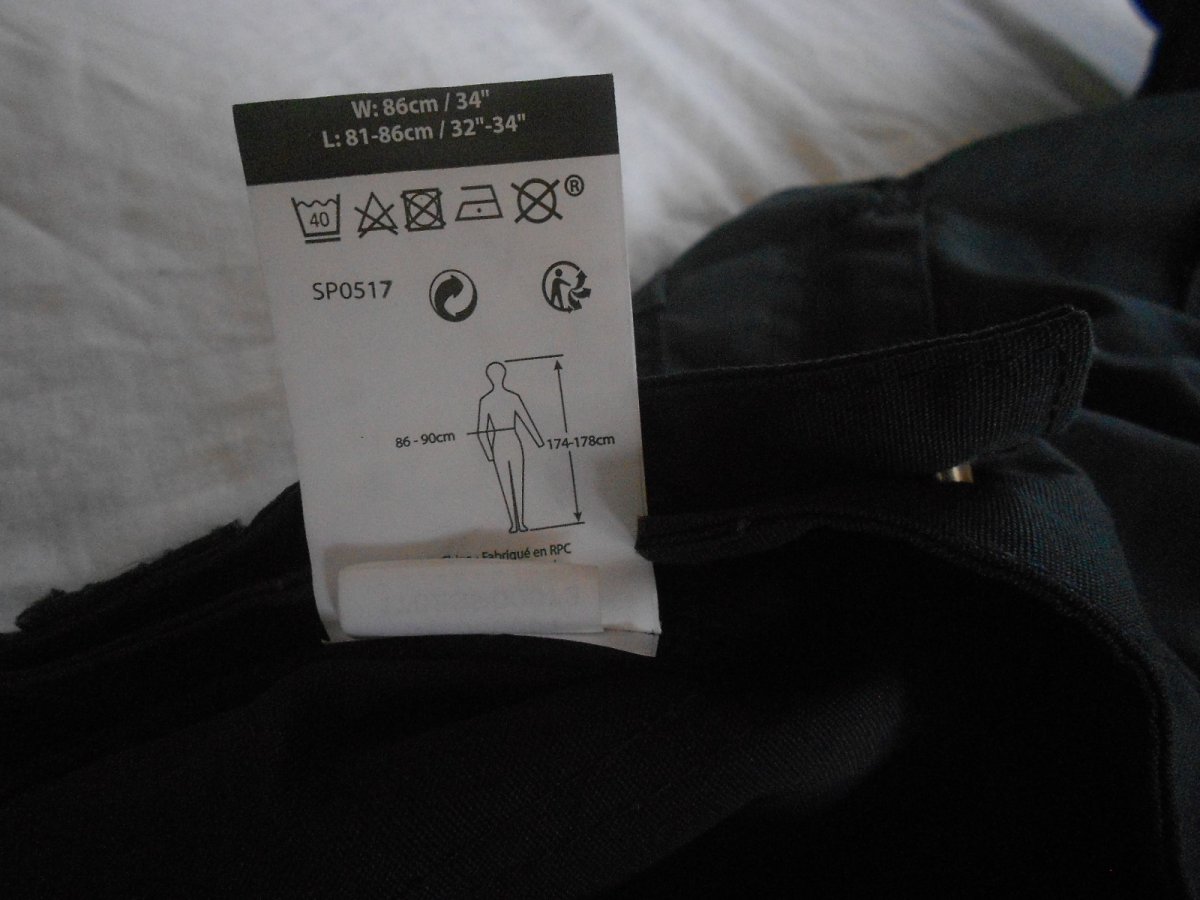 W: 86cm / 34"
L: 81-86cm / 32"-34"
40
®
SP0517
86 - 90cm
174-178cm
Fabriqué en RPC